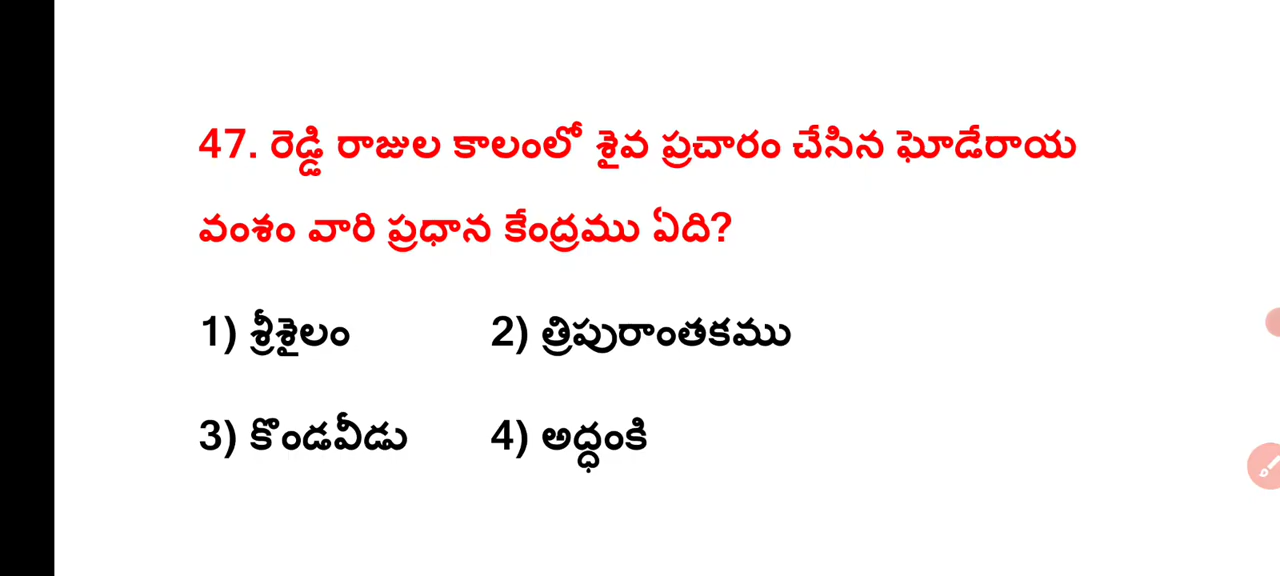 47. రెడ్డి రాజుల కాలంలో శైవ ప్రచారం చేసిన ఘోడేరాయ
వంశం వారి ప్రధాన కేంద్రము ఏది?
1) శ్రీశైలం 2) త్రిపురాంతకము
3) కొండవీడు 4) అద్ధంకి